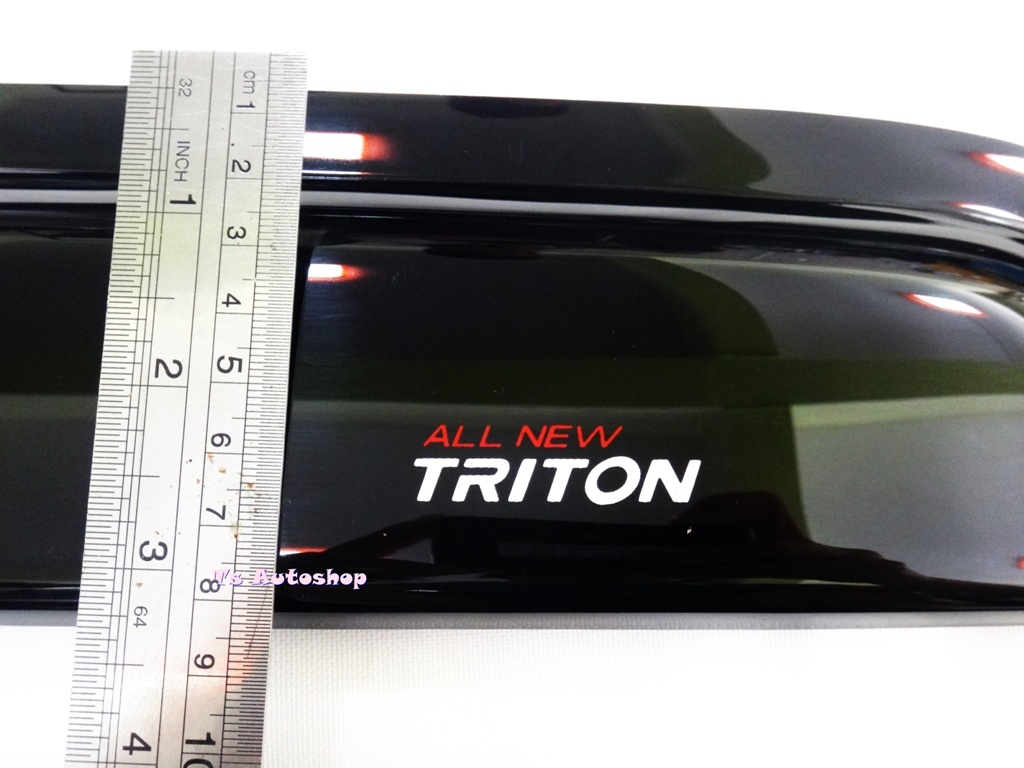 cm 1 2 3 4 5 6 7 8 9 10
32 INCH 1 2 3 64 4
ALL NEW
TRITON
Ys Autoshop